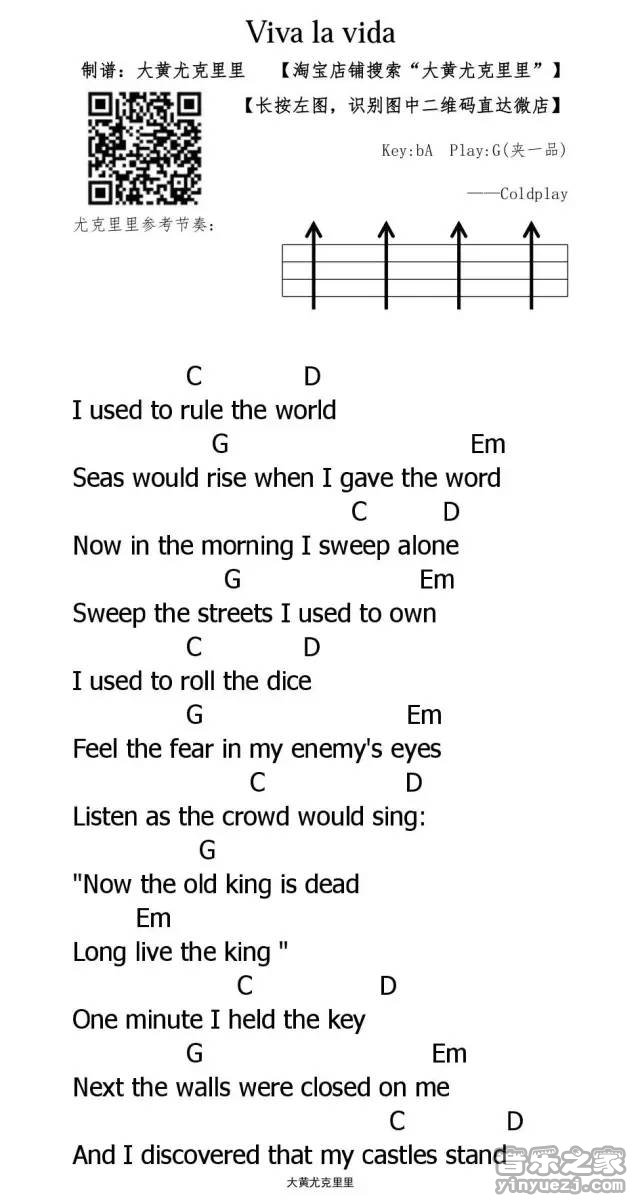 Viva la vida
制谱：大黄尤克里里 【淘宝店铺搜索“大黄尤克里里”】
【长按左图，识别图中二维码直达微店】
Key:bA Play:G(夹一品)
——Coldplay
尤克里里参考节奏：
C D
I used to rule the world
G Em
Seas would rise when I gave the word
C D
Now in the morning I sweep alone
G Em
Sweep the streets I used to own
C D
I used to roll the dice
G Em
Feel the fear in my enemy's eyes
C D
Listen as the crowd would sing:
G
"Now the old king is dead
Em
Long live the king "
C D
One minute I held the key
G Em
Next the walls were closed on me
C D
And I discovered that my castles stand
大黄尤克里里
音乐之家
yinyuezj.com